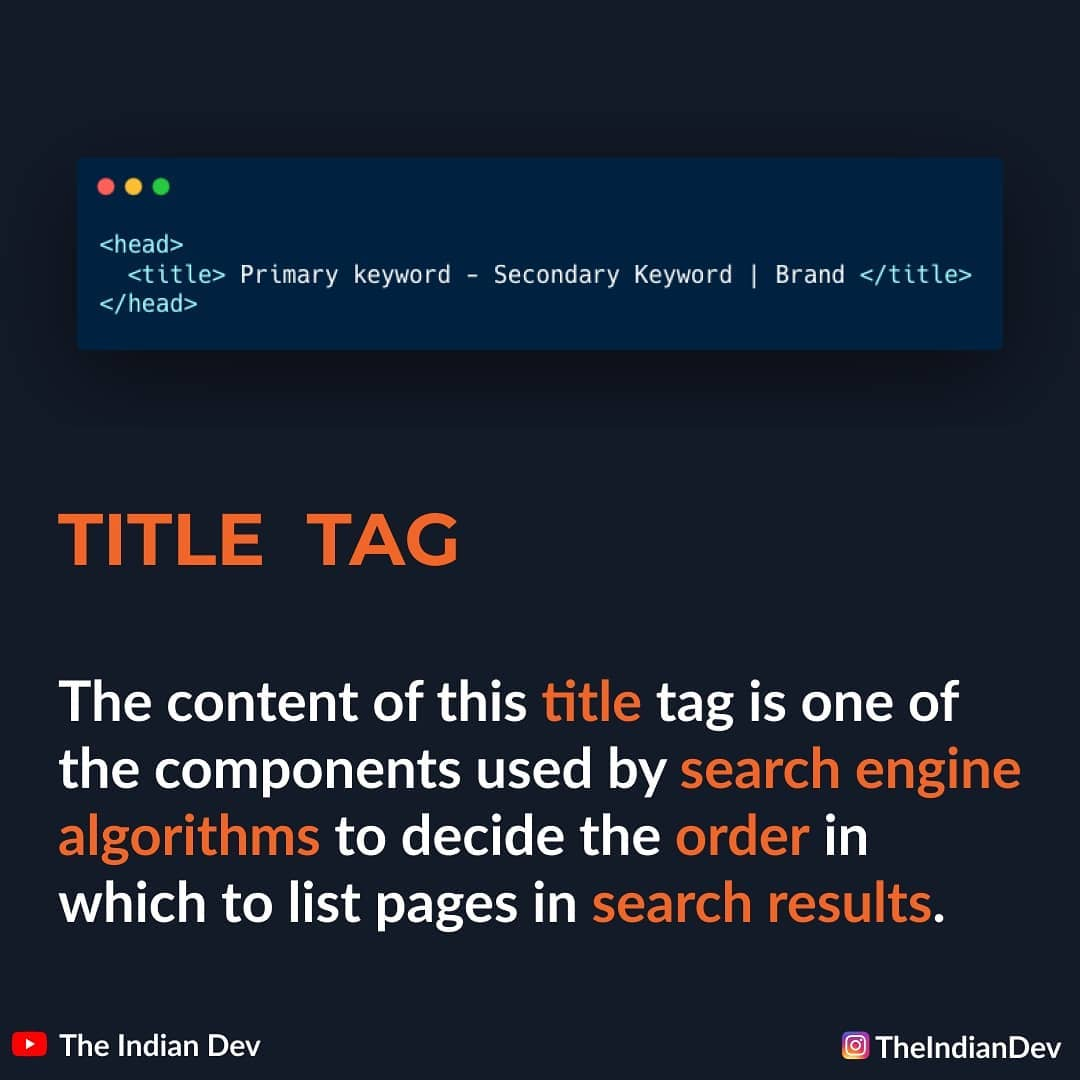 <head>
<title> Primary keyword - Secondary Keyword | Brand </title>
</head>
TITLE TAG
The content of this title tag is one of
the components used by search engine
algorithms to decide the order in
which to list pages in search results.
The Indian Dev
TheIndianDev